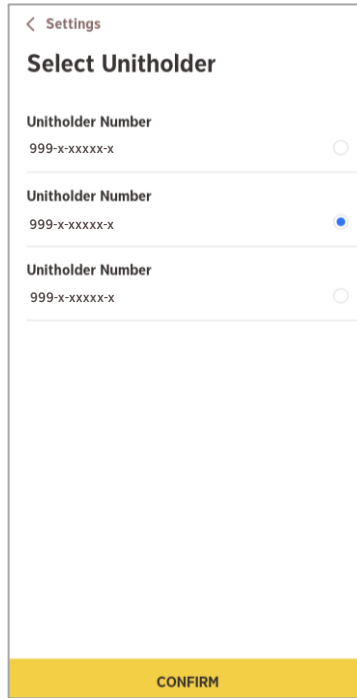 Settings
Select Unitholder
Unitholder Number
999-x-xxxxx-x
Unitholder Number
999-x-xxxxx-x
Unitholder Number
999-x-xxxxx-x
CONFIRM